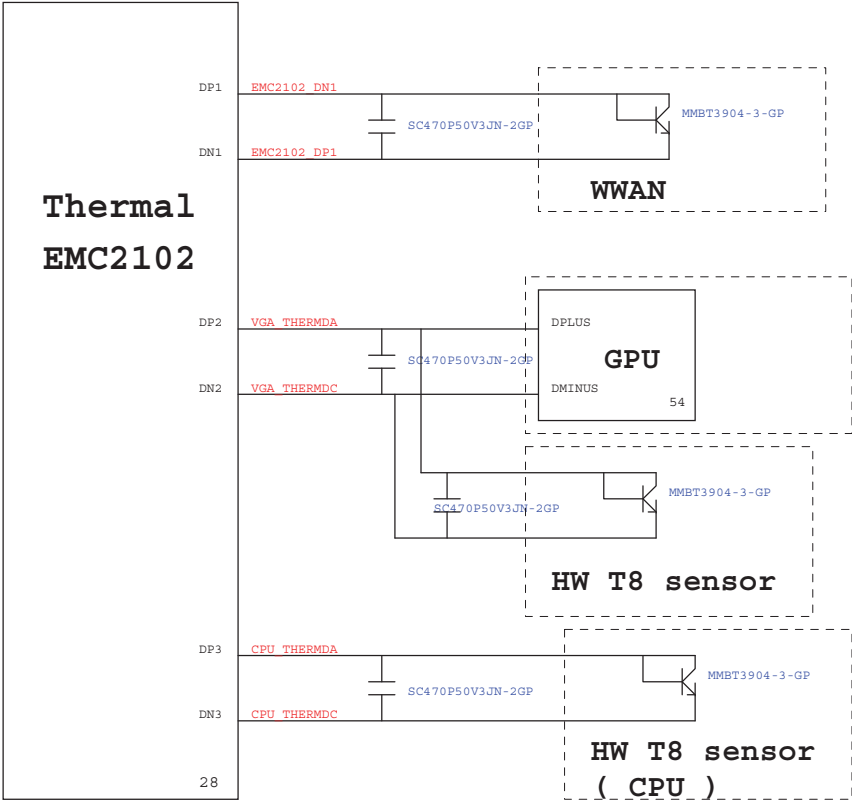 DP1 EMC2102_DN1
MMBT3904-3-GP
SC470P50V3JN-2GP
DN1 EMC2102_DP1
WWAN
Thermal
EMC2102
DP2 VGA_THERMDA DPLUS
SC470P50V3JN-2GP GPU
DN2 VGA_THERMDC DMINUS
54
MMBT3904-3-GP
SC470P50V3JN-2GP
HW T8 sensor
DP3 CPU_THERMDA
MMBT3904-3-GP
SC470P50V3JN-2GP
DN3 CPU_THERMDC
HW T8 sensor
( CPU )
28